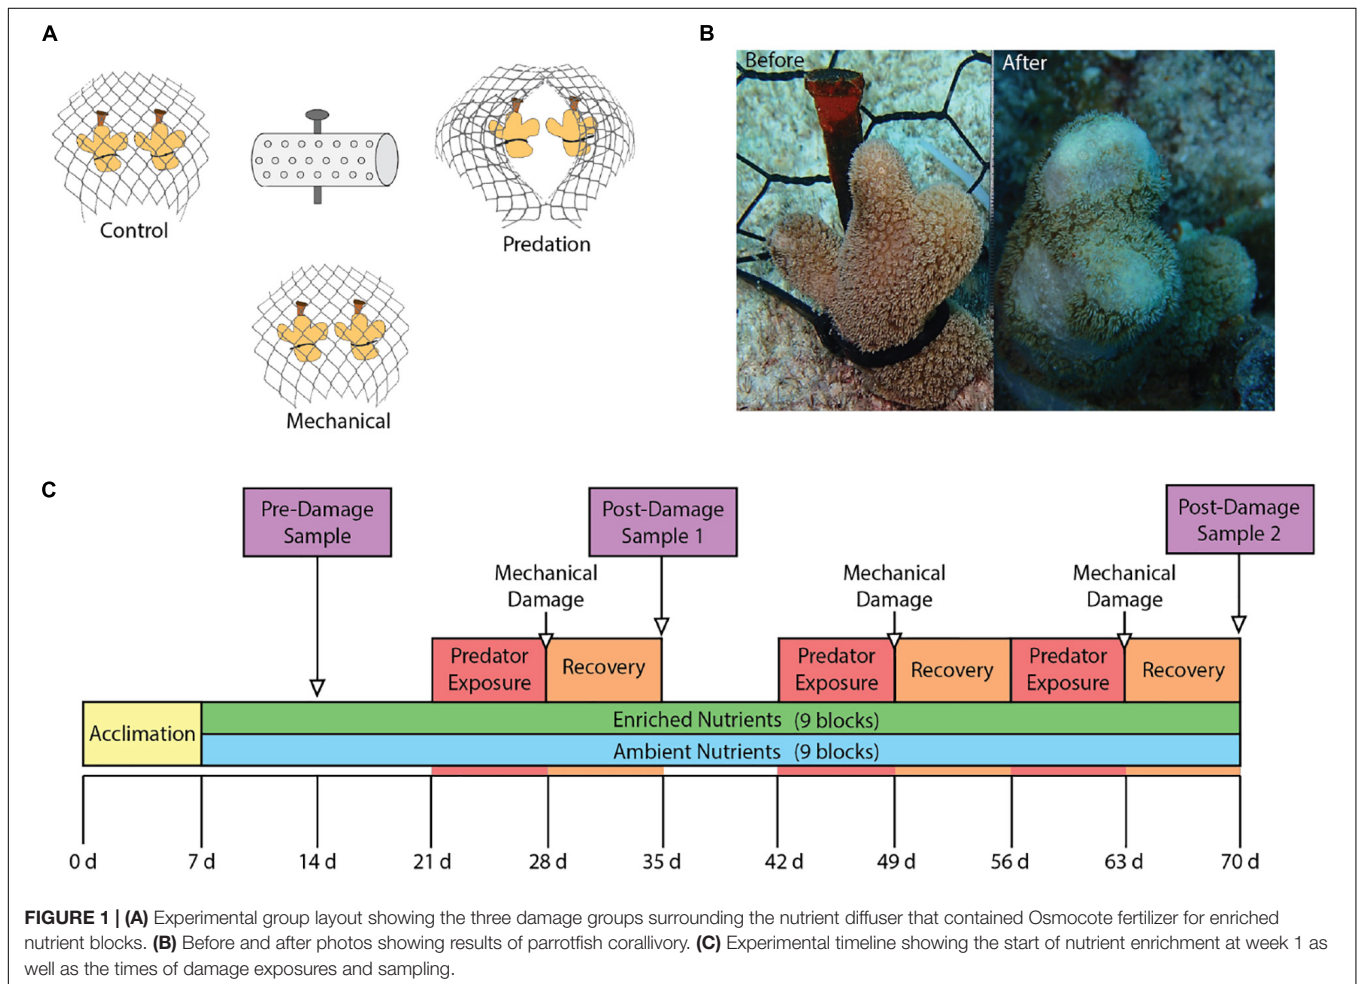 A
Control
Predation
Mechanical
B
Before
After
C
Pre-Damage
Sample
Post-Damage
Sample 1
Post-Damage
Sample 2
Mechanical
Damage
Mechanical
Damage
Mechanical
Damage
Predator
Exposure
Recovery
Predator
Exposure
Recovery
Predator
Exposure
Recovery
Acclimation
Enriched Nutrients (9 blocks)
Ambient Nutrients (9 blocks)
0 d 7 d 14 d 21 d 28 d 35 d 42 d 49 d 56 d 63 d 70 d
FIGURE 1 | (A) Experimental group layout showing the three damage groups surrounding the nutrient diffuser that contained Osmocote fertilizer for enriched
nutrient blocks. (B) Before and after photos showing results of parrotfish corallivory. (C) Experimental timeline showing the start of nutrient enrichment at week 1 as
well as the times of damage exposures and sampling.